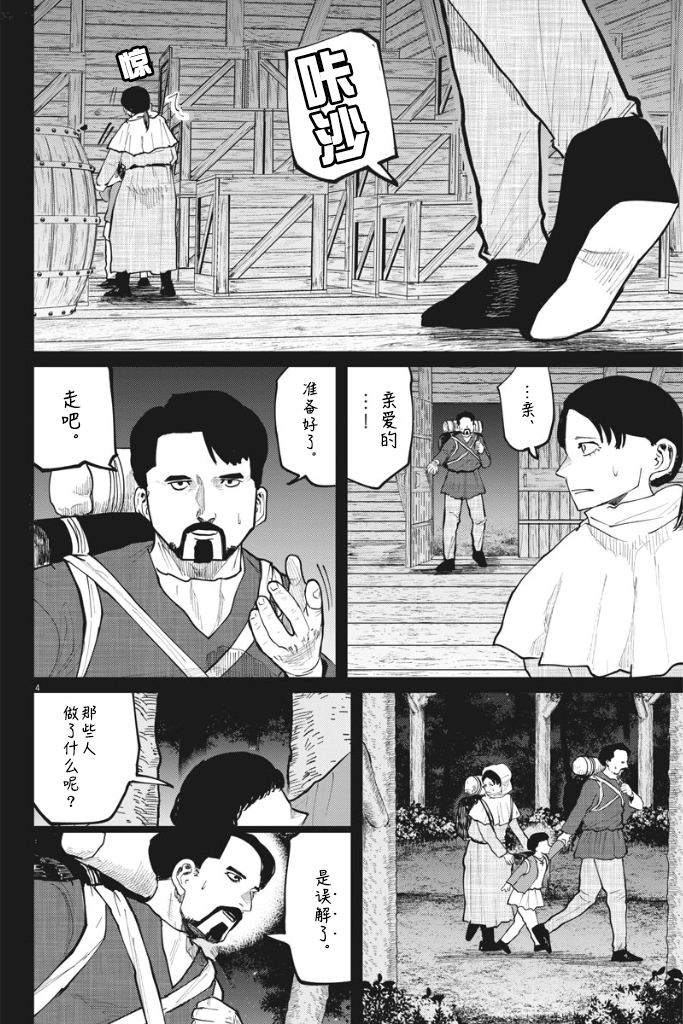 惊
咔沙
…亲、
亲爱的
…！
准备好了。
走吧。
4
那些人
做了什么呢？
是误解了。